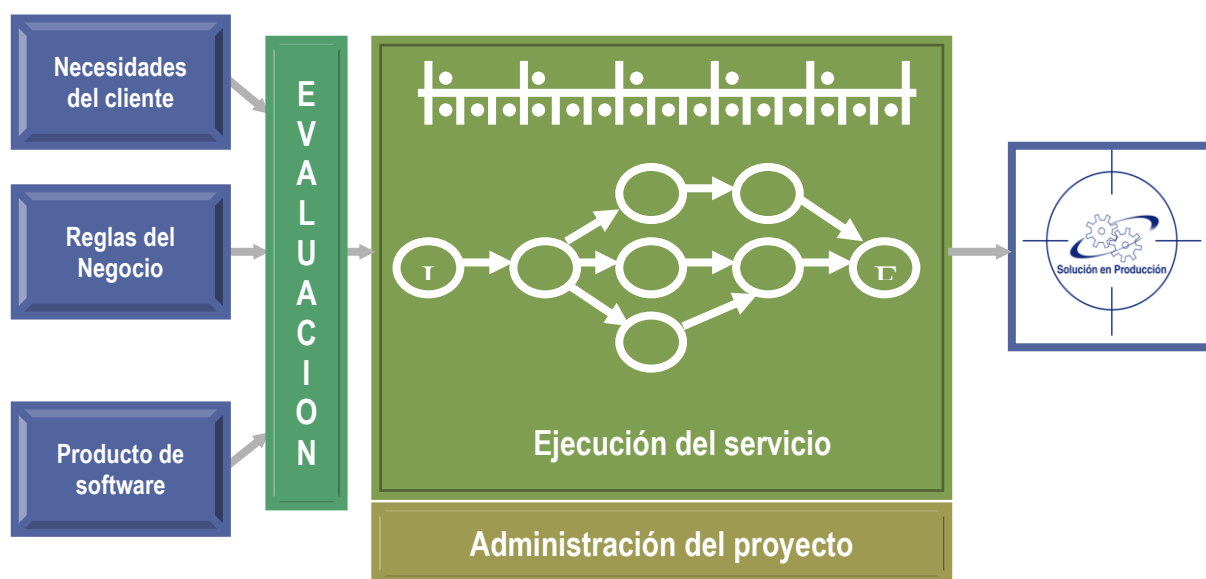 Necesidades
del cliente
Reglas del
Negocio
Producto de
software
E
V
A
L
U
A
C
I
O
N
I
F
Ejecución del servicio
Administración del proyecto
Solución en Producción